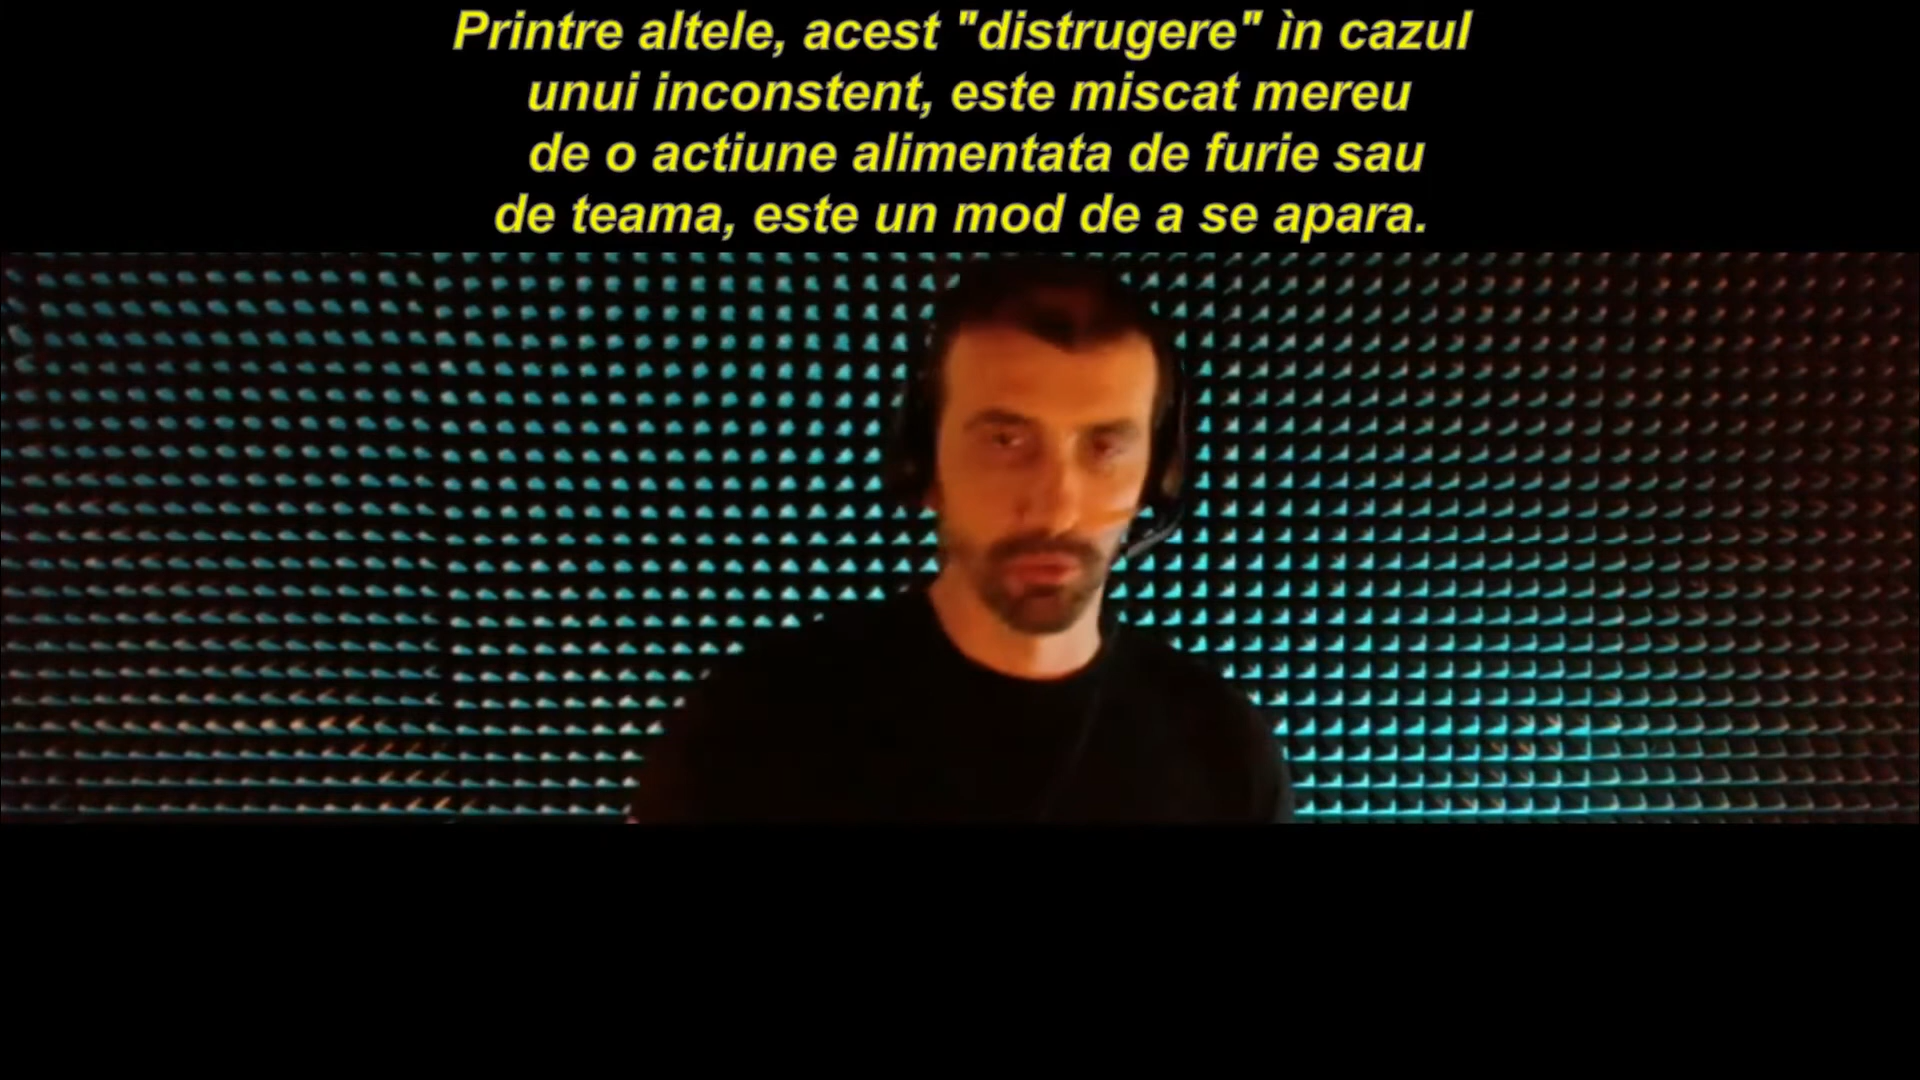 Printre altele, acest "distrugere" ìn cazul
unui inconstent, este miscat mereu
de o actiune alimentata de furie sau
de teama, este un mod de a se apara.